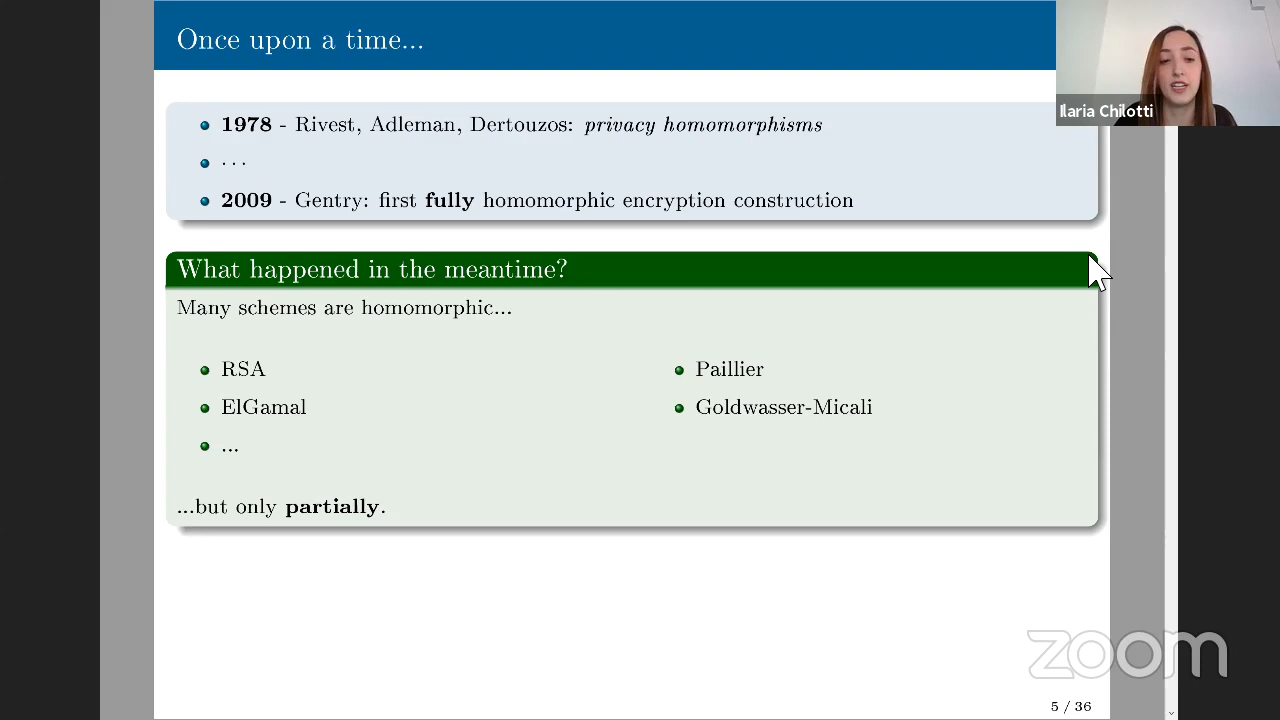 Once upon a time...
Ilaria Chilotti
1978 - Rivest, Adleman, Dertouzos: privacy homomorphisms
...
2009 - Gentry: first fully homomorphic encryption construction
What happened in the meantime?
Many schemes are homomorphic...
RSA
ElGamal
...
Paillier
Goldwasser-Micali
...but only partially.
zoom
5 / 36